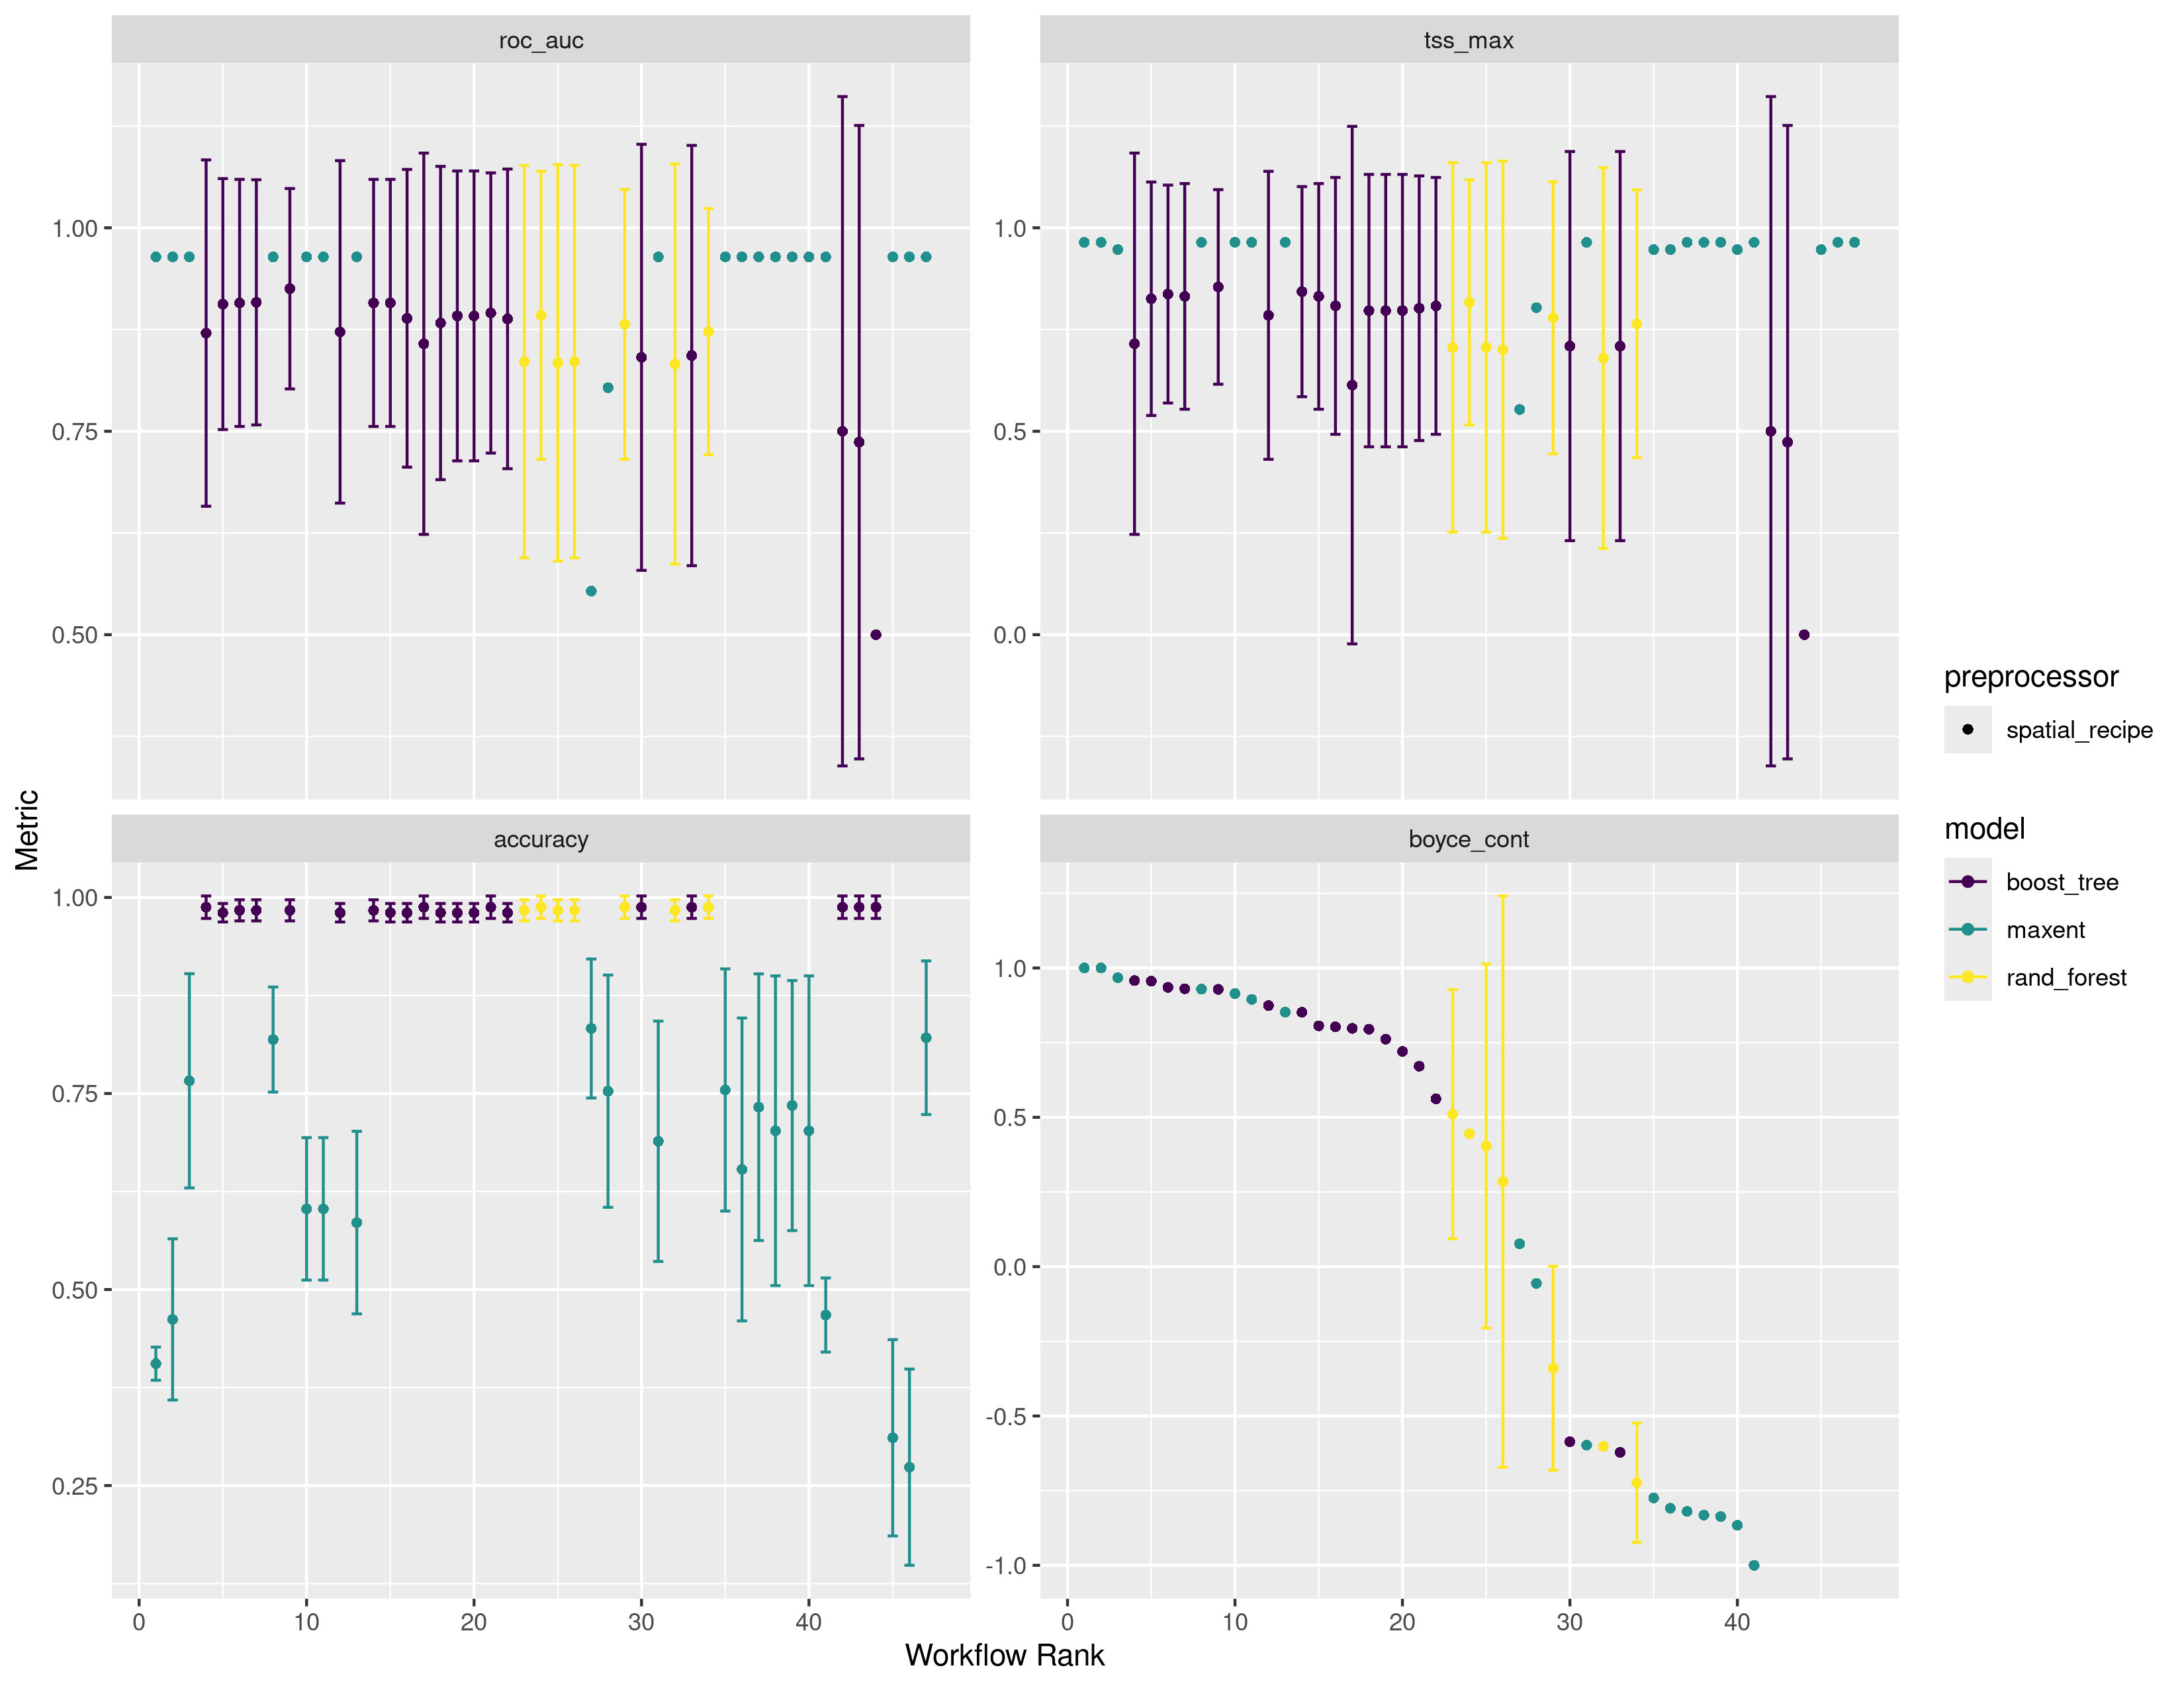 roc_auc
tss_max
1.00
0.75
0.50
1.0
0.5
0.0
accuracy
boyce_cont
1.00
0.75
0.50
0.25
1.0
0.5
0.0
-0.5
-1.0
0 10 20 30 40
0 10 20 30 40
Workflow Rank
Metric
preprocessor
spatial_recipe
model
boost_tree
maxent
rand_forest